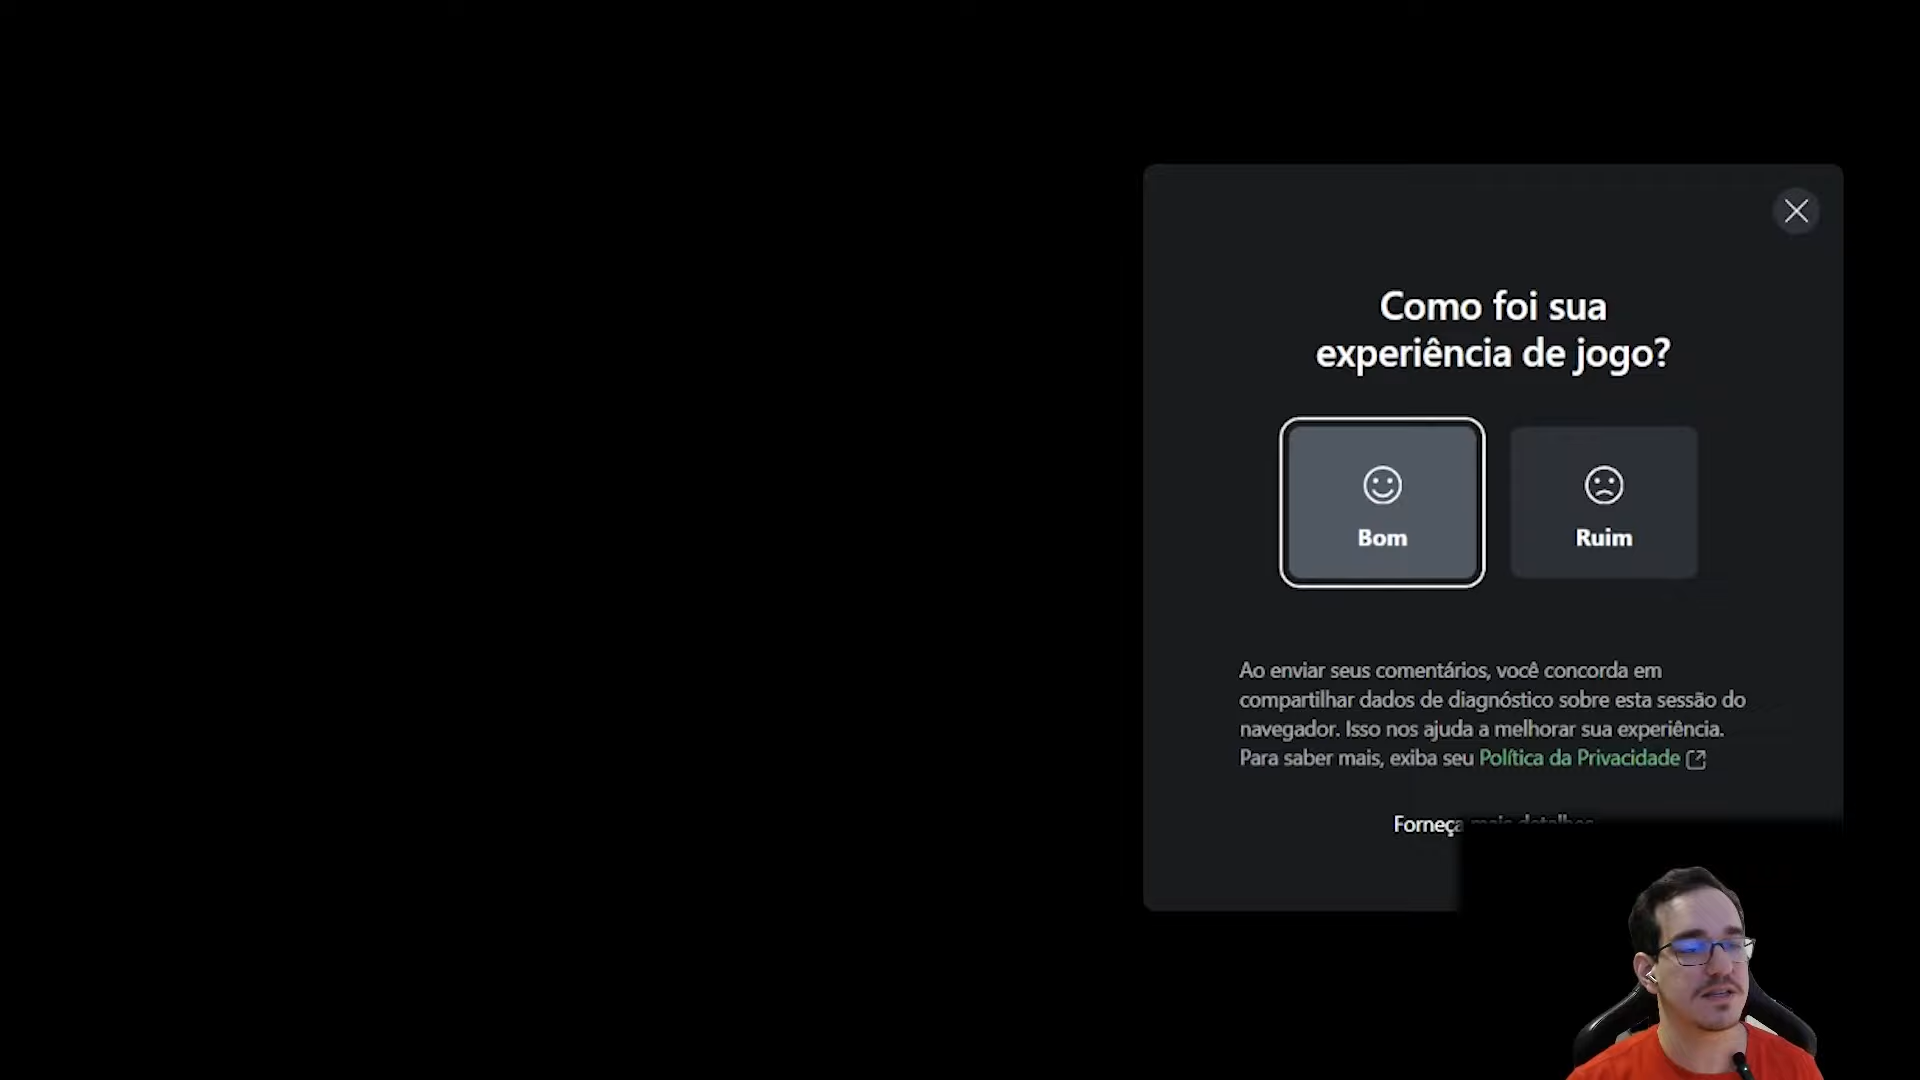 Como foi sua
experiência de jogo?
Bom
Ruim
Ao enviar seus comentários, você concorda em
compartilhar dados de diagnóstico sobre esta sessão do
navegador. Isso nos ajuda a melhorar sua experiência.
Para saber mais, exiba seu Política da Privacidade
Forneça mais detalhes